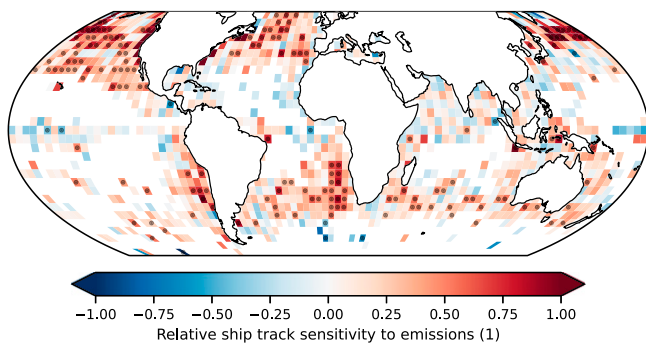 −1.00 −0.75 −0.50 −0.25 0.00 0.25 0.50 0.75 1.00
Relative ship track sensitivity to emissions (1)